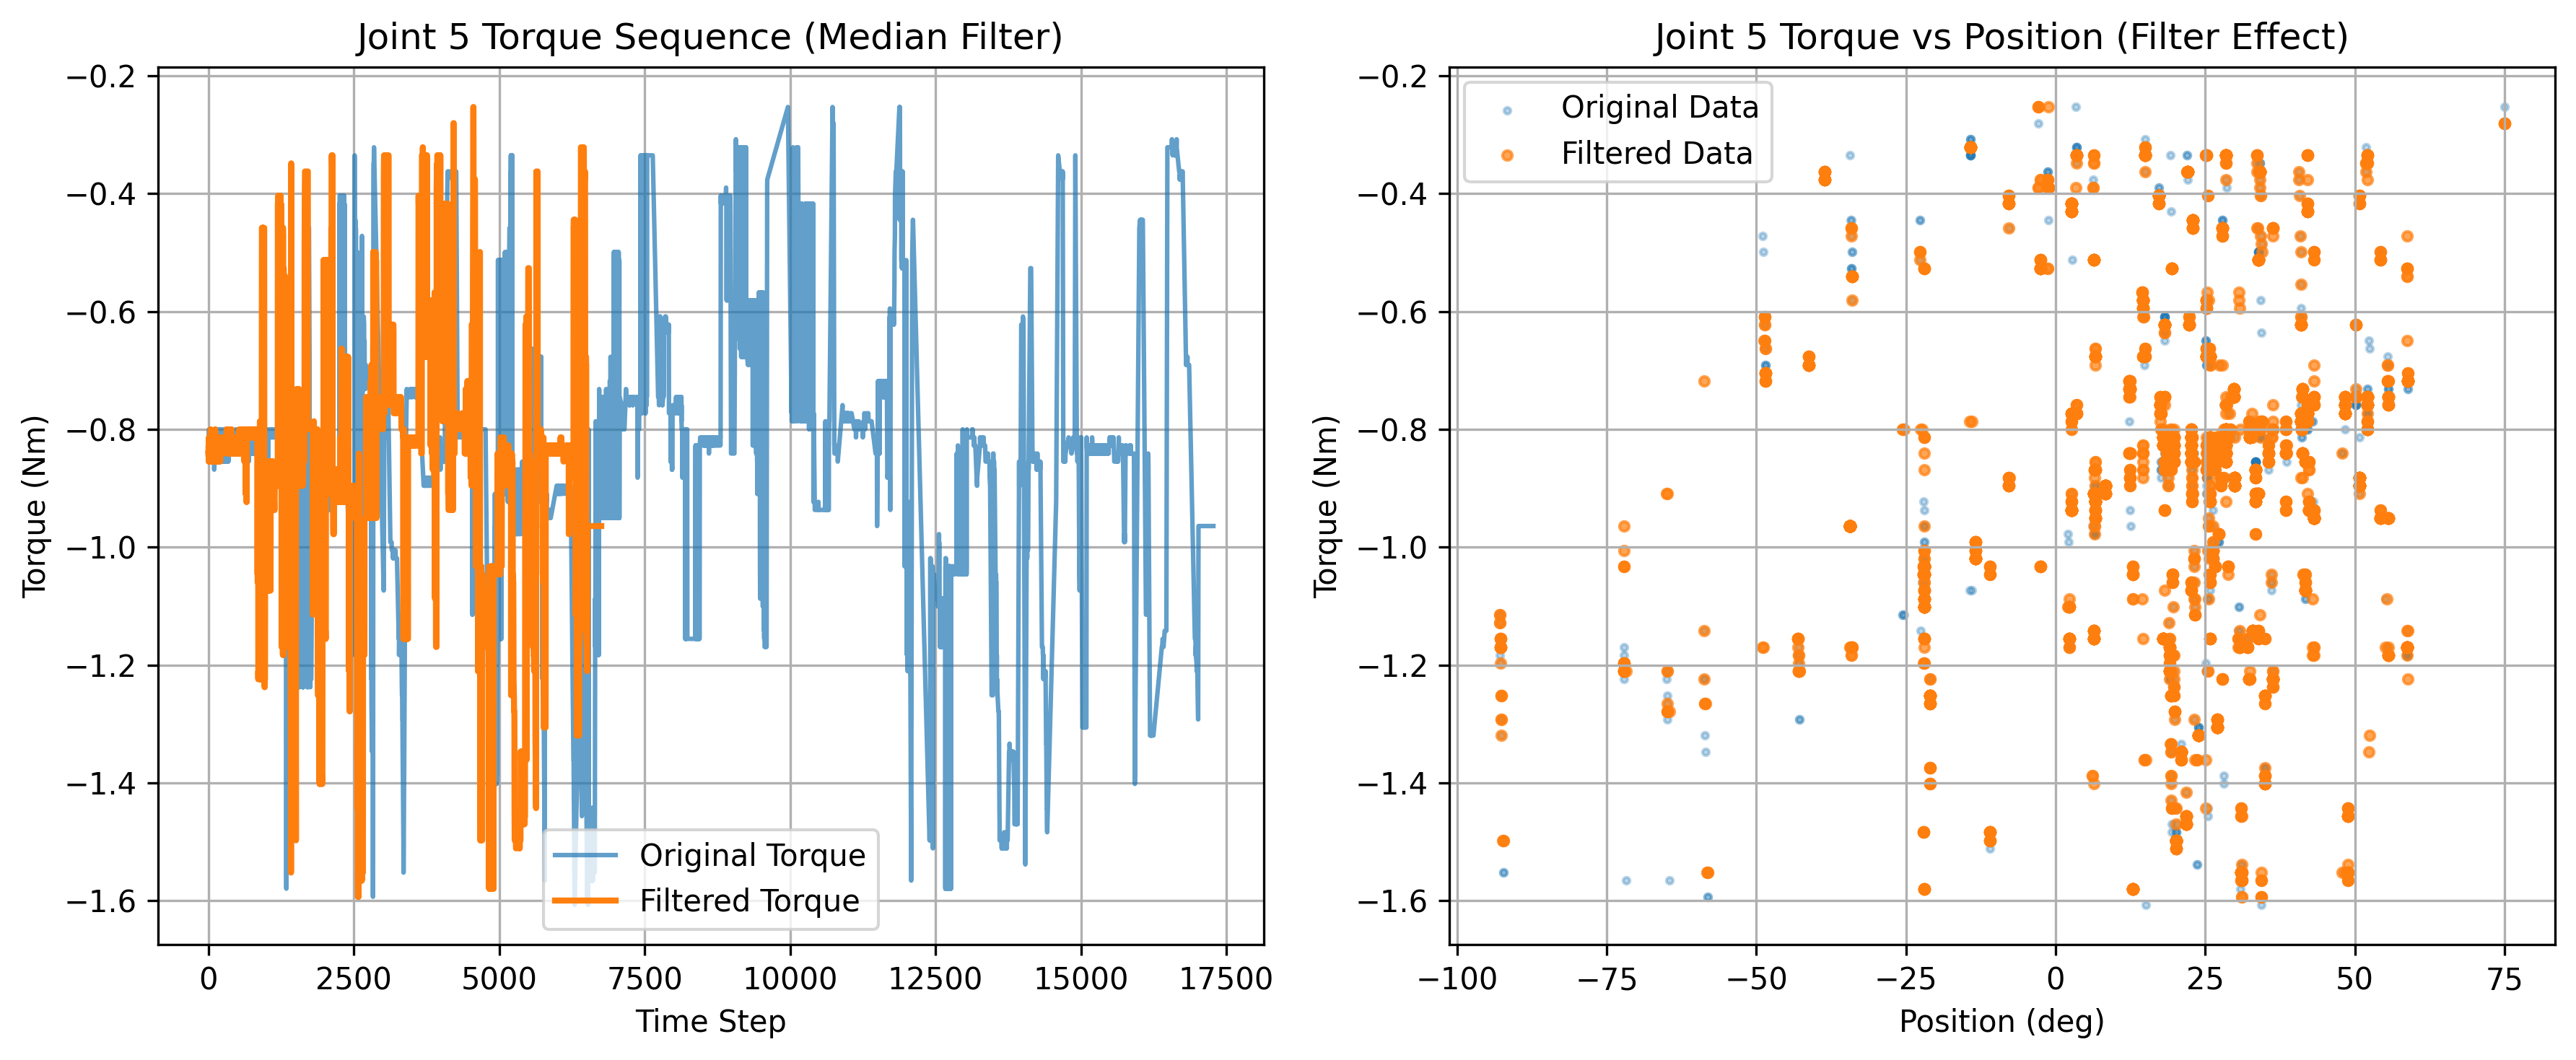 Joint 5 Torque Sequence (Median Filter)
Torque (Nm)
−0.2
−0.4
−0.6
−0.8
−1.0
−1.2
−1.4
−1.6
Original Torque
Filtered Torque
0 2500 5000 7500 10000 12500 15000 17500
Time Step
Joint 5 Torque vs Position (Filter Effect)
Torque (Nm)
−0.2
−0.4
−0.6
−0.8
−1.0
−1.2
−1.4
−1.6
Original Data
Filtered Data
−100 −75 −50 −25 0 25 50 75
Position (deg)